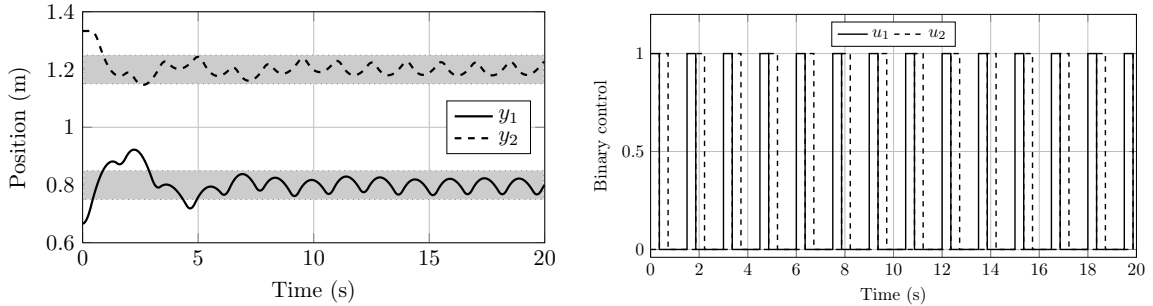 1.4
1.2
1
0.8
0.6
Position (m)
y₁
y₂
0 5 10 15 20
Time (s)
u₁ u₂
1
0.5
0
Binary control
0 2 4 6 8 10 12 14 16 18 20
Time (s)